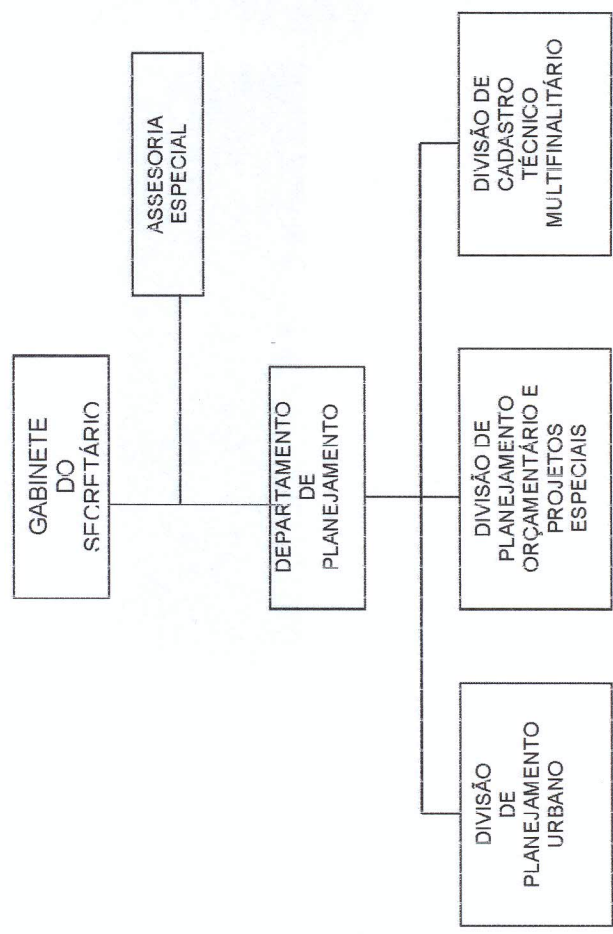 GABINETE
DO
SECRETÁRIO
ASSESORIA
ESPECIAL
DEPARTAMENTO
DE
PLANEJAMENTO
DIVISÃO
DE
PLANEJAMENTO
URBANO
DIVISÃO DE
PLANEJAMENTO
ORÇAMENTÁRIO E
PROJETOS
ESPECIAIS
DIVISÃO DE
CADASTRO
TÉCNICO
MULTIFINALITÁRIO